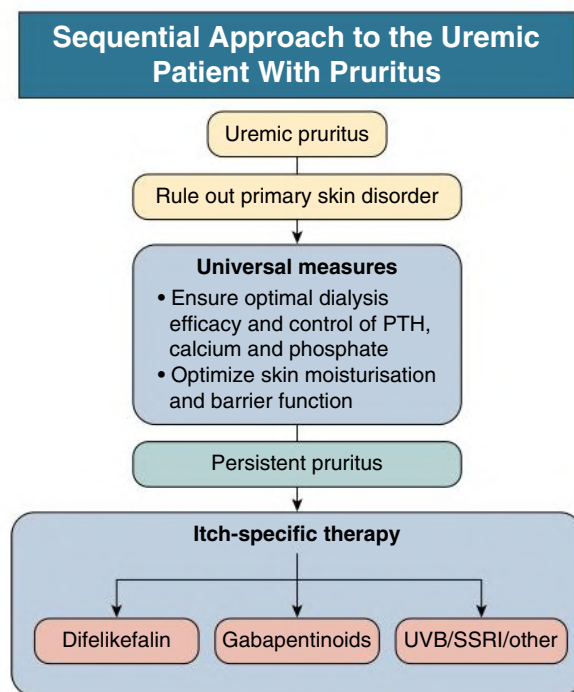 Sequential Approach to the Uremic
Patient With Pruritus
Uremic pruritus
Rule out primary skin disorder
Universal measures
• Ensure optimal dialysis
efficacy and control of PTH,
calcium and phosphate
• Optimize skin moisturisation
and barrier function
Persistent pruritus
Itch-specific therapy
Difelikefalin
Gabapentinoids
UVB/SSRI/other